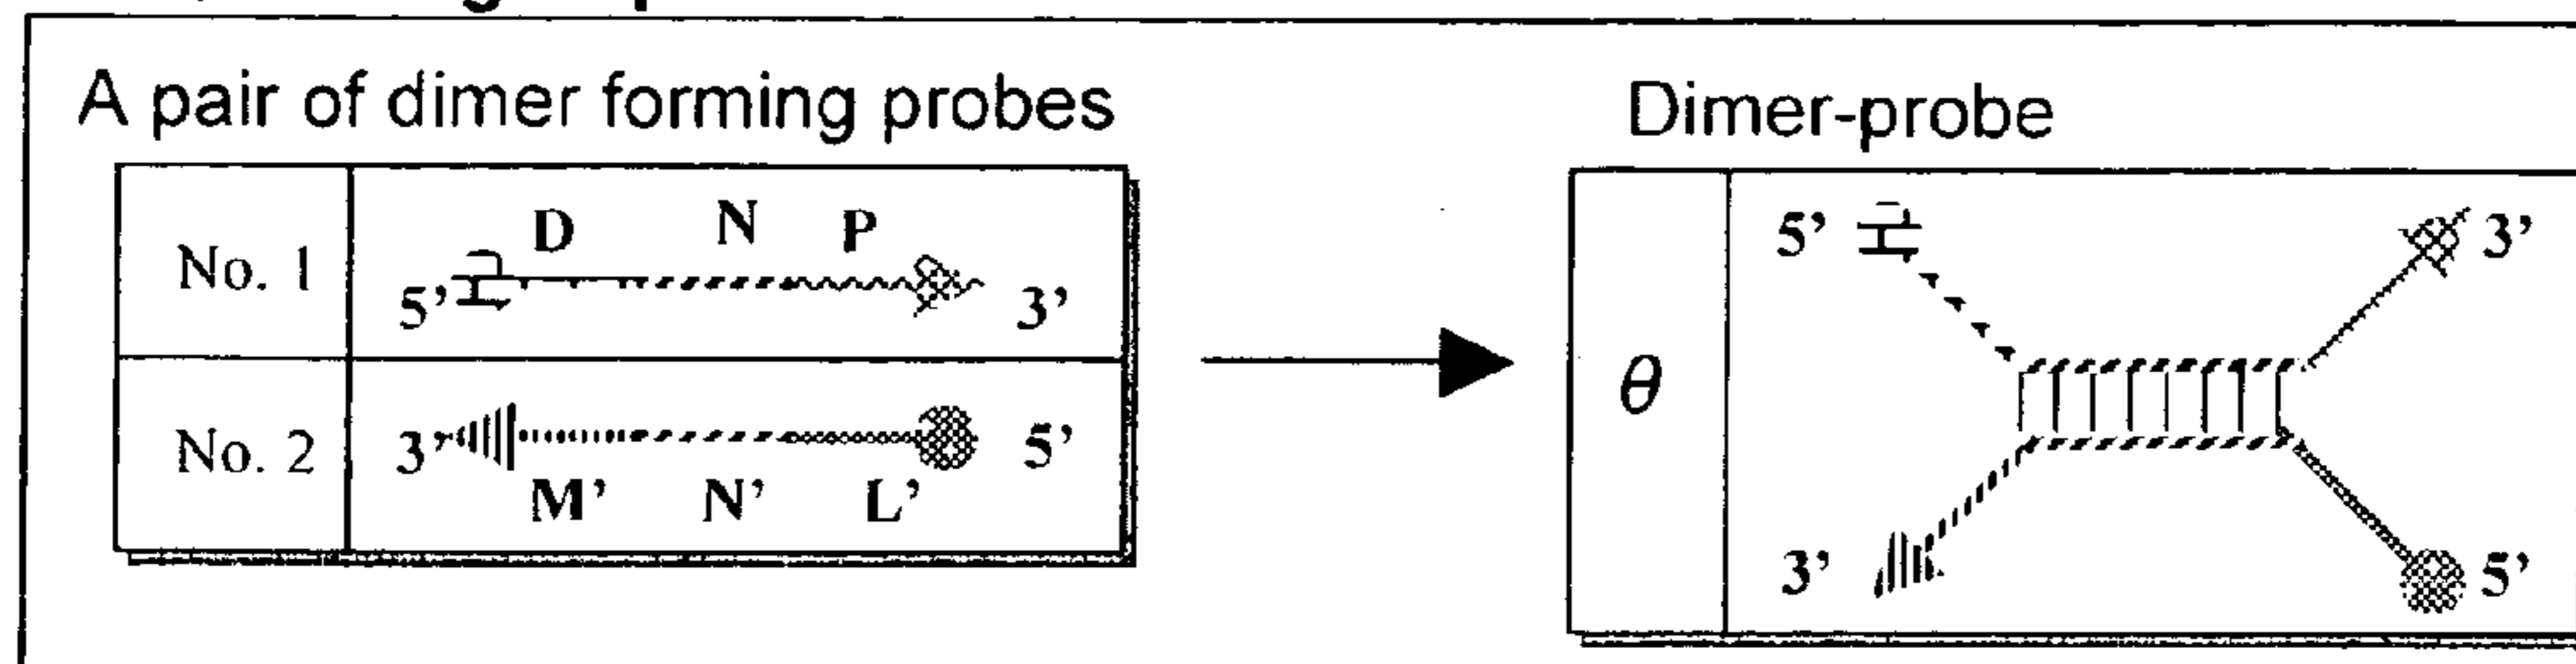 A pair of dimer forming probes
Dimer-probe
No. 1
D N P
5’ 3’
No. 2
3’ 5’
M’ N’ L’
θ
5’ 3’
3’ 5’